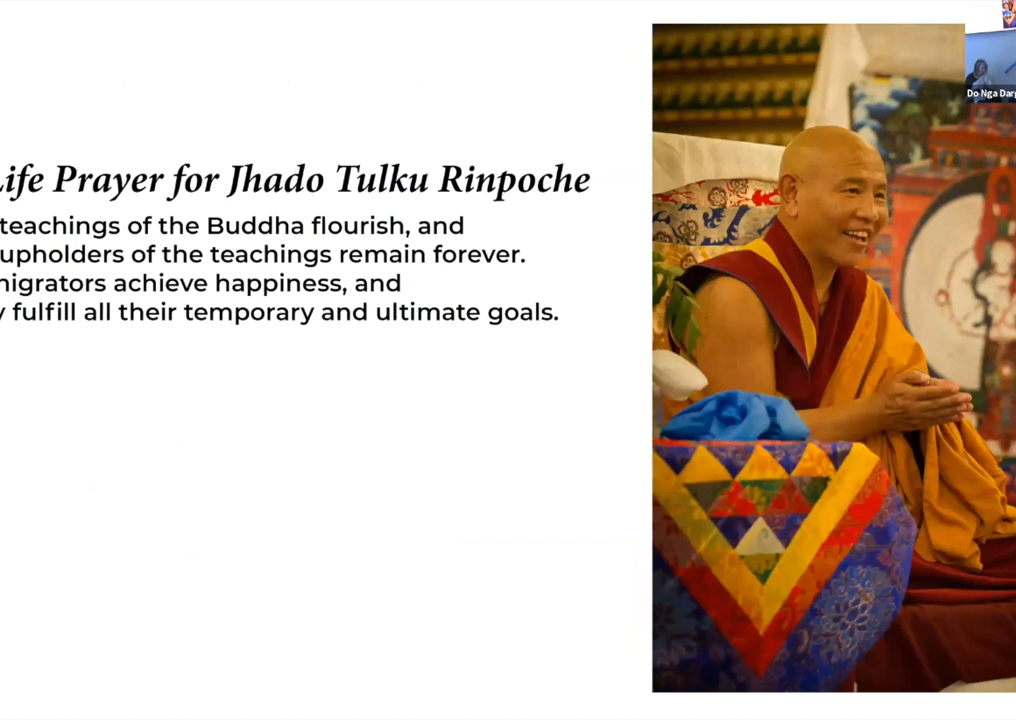 ife Prayer for Jhado Tulku Rinpoche
teachings of the Buddha flourish, and
upholders of the teachings remain forever.
nigrators achieve happiness, and
fulfill all their temporary and ultimate goals.
Do Nga Darg